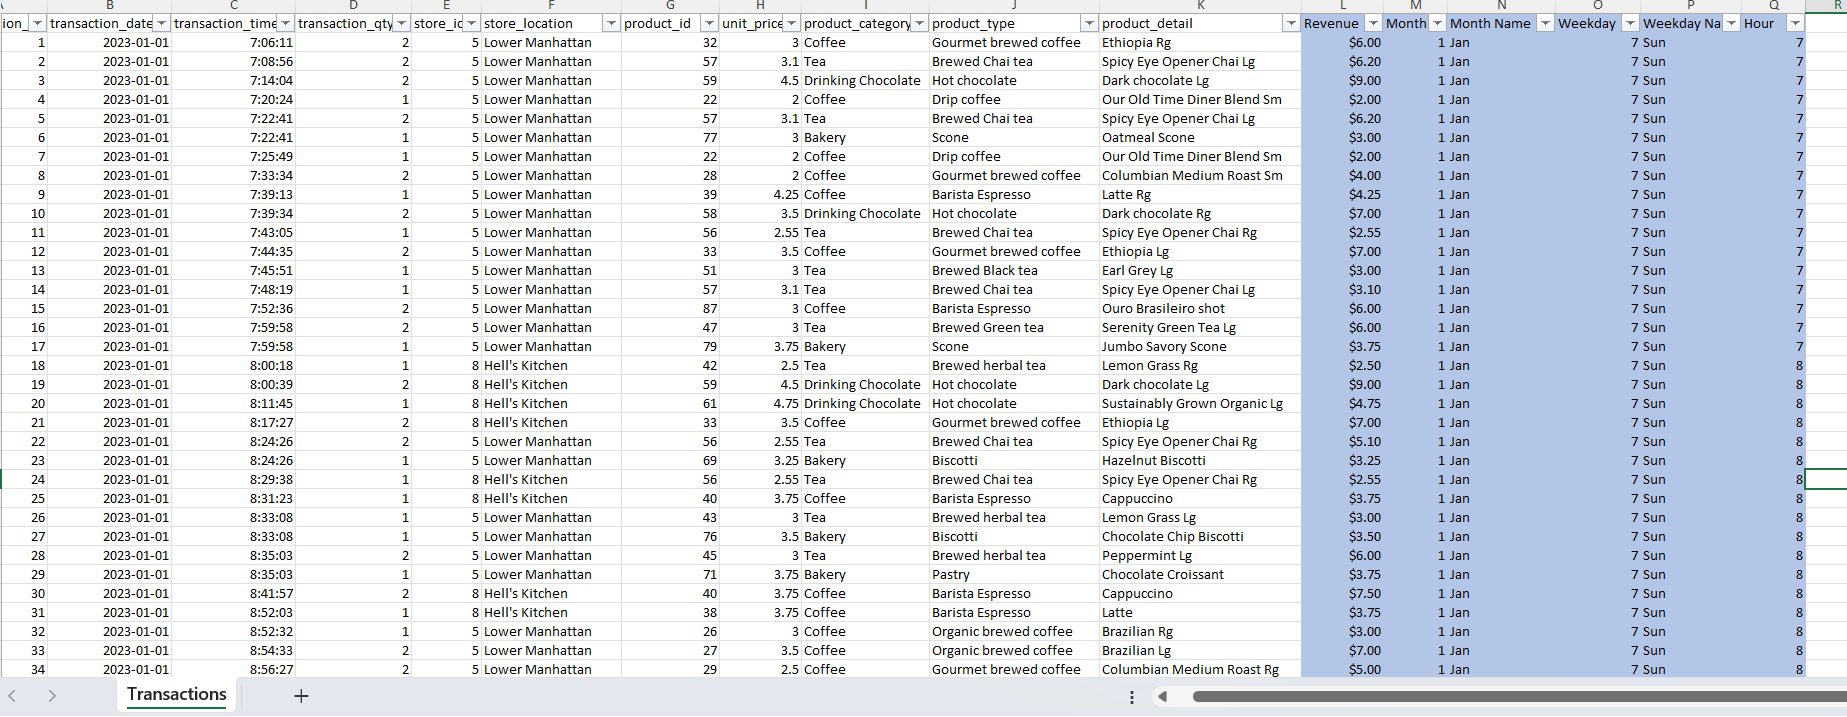 A B C D E F G H I J K L M N O P Q R
ion_ transaction_date transaction_time transaction_qty store_id store_location product_id unit_price product_category product_type product_detail Revenue Month Month Name Weekday Weekday Na Hour
1 2023-01-01 7:06:11 2 5 Lower Manhattan 32 3 Coffee Gourmet brewed coffee Ethiopia Rg $6.00 1 Jan 7 Sun 7
2 2023-01-01 7:08:56 2 5 Lower Manhattan 57 3.1 Tea Brewed Chai tea Spicy Eye Opener Chai Lg $6.20 1 Jan 7 Sun 7
3 2023-01-01 7:14:04 2 5 Lower Manhattan 59 4.5 Drinking Chocolate Hot chocolate Dark chocolate Lg $9.00 1 Jan 7 Sun 7
4 2023-01-01 7:20:24 1 5 Lower Manhattan 22 2 Coffee Drip coffee Our Old Time Diner Blend Sm $2.00 1 Jan 7 Sun 7
5 2023-01-01 7:22:41 2 5 Lower Manhattan 57 3.1 Tea Brewed Chai tea Spicy Eye Opener Chai Lg $6.20 1 Jan 7 Sun 7
6 2023-01-01 7:22:41 1 5 Lower Manhattan 77 3 Bakery Scone Oatmeal Scone $3.00 1 Jan 7 Sun 7
7 2023-01-01 7:25:49 1 5 Lower Manhattan 22 2 Coffee Drip coffee Our Old Time Diner Blend Sm $2.00 1 Jan 7 Sun 7
8 2023-01-01 7:33:34 2 5 Lower Manhattan 28 2 Coffee Gourmet brewed coffee Columbian Medium Roast Sm $4.00 1 Jan 7 Sun 7
9 2023-01-01 7:39:13 1 5 Lower Manhattan 39 4.25 Coffee Barista Espresso Latte Rg $4.25 1 Jan 7 Sun 7
10 2023-01-01 7:39:34 2 5 Lower Manhattan 58 3.5 Drinking Chocolate Hot chocolate Dark chocolate Rg $7.00 1 Jan 7 Sun 7
11 2023-01-01 7:43:05 1 5 Lower Manhattan 56 2.55 Tea Brewed Chai tea Spicy Eye Opener Chai Rg $2.55 1 Jan 7 Sun 7
12 2023-01-01 7:44:35 2 5 Lower Manhattan 33 3.5 Coffee Gourmet brewed coffee Ethiopia Lg $7.00 1 Jan 7 Sun 7
13 2023-01-01 7:45:51 1 5 Lower Manhattan 51 3 Tea Brewed Black tea Earl Grey Lg $3.00 1 Jan 7 Sun 7
14 2023-01-01 7:48:19 1 5 Lower Manhattan 57 3.1 Tea Brewed Chai tea Spicy Eye Opener Chai Lg $3.10 1 Jan 7 Sun 7
15 2023-01-01 7:52:36 2 5 Lower Manhattan 87 3 Coffee Barista Espresso Ouro Brasileiro shot $6.00 1 Jan 7 Sun 7
16 2023-01-01 7:59:58 2 5 Lower Manhattan 47 3 Tea Brewed Green tea Serenity Green Tea Lg $6.00 1 Jan 7 Sun 7
17 2023-01-01 7:59:58 1 5 Lower Manhattan 79 3.75 Bakery Scone Jumbo Savory Scone $3.75 1 Jan 7 Sun 7
18 2023-01-01 8:00:18 1 8 Hell's Kitchen 42 2.5 Tea Brewed herbal tea Lemon Grass Rg $2.50 1 Jan 7 Sun 8
19 2023-01-01 8:00:39 2 8 Hell's Kitchen 59 4.5 Drinking Chocolate Hot chocolate Dark chocolate Lg $9.00 1 Jan 7 Sun 8
20 2023-01-01 8:11:45 1 8 Hell's Kitchen 61 4.75 Drinking Chocolate Hot chocolate Sustainably Grown Organic Lg $4.75 1 Jan 7 Sun 8
21 2023-01-01 8:17:27 2 8 Hell's Kitchen 33 3.5 Coffee Gourmet brewed coffee Ethiopia Lg $7.00 1 Jan 7 Sun 8
22 2023-01-01 8:24:26 2 5 Lower Manhattan 56 2.55 Tea Brewed Chai tea Spicy Eye Opener Chai Rg $5.10 1 Jan 7 Sun 8
23 2023-01-01 8:24:26 1 5 Lower Manhattan 69 3.25 Bakery Biscotti Hazelnut Biscotti $3.25 1 Jan 7 Sun 8
24 2023-01-01 8:29:38 1 8 Hell's Kitchen 56 2.55 Tea Brewed Chai tea Spicy Eye Opener Chai Rg $2.55 1 Jan 7 Sun 8
25 2023-01-01 8:31:23 1 8 Hell's Kitchen 40 3.75 Coffee Barista Espresso Cappuccino $3.75 1 Jan 7 Sun 8
26 2023-01-01 8:33:08 1 5 Lower Manhattan 43 3 Tea Brewed herbal tea Lemon Grass Lg $3.00 1 Jan 7 Sun 8
27 2023-01-01 8:33:08 1 5 Lower Manhattan 76 3.5 Bakery Biscotti Chocolate Chip Biscotti $3.50 1 Jan 7 Sun 8
28 2023-01-01 8:35:03 2 5 Lower Manhattan 45 3 Tea Brewed herbal tea Peppermint Lg $6.00 1 Jan 7 Sun 8
29 2023-01-01 8:35:03 1 5 Lower Manhattan 71 3.75 Bakery Pastry Chocolate Croissant $3.75 1 Jan 7 Sun 8
30 2023-01-01 8:41:57 2 8 Hell's Kitchen 40 3.75 Coffee Barista Espresso Cappuccino $7.50 1 Jan 7 Sun 8
31 2023-01-01 8:52:03 1 8 Hell's Kitchen 38 3.75 Coffee Barista Espresso Latte $3.75 1 Jan 7 Sun 8
32 2023-01-01 8:52:32 1 5 Lower Manhattan 26 3 Coffee Organic brewed coffee Brazilian Rg $3.00 1 Jan 7 Sun 8
33 2023-01-01 8:54:33 2 5 Lower Manhattan 27 3.5 Coffee Organic brewed coffee Brazilian Lg $7.00 1 Jan 7 Sun 8
34 2023-01-01 8:56:27 2 5 Lower Manhattan 29 2.5 Coffee Gourmet brewed coffee Columbian Medium Roast Rg $5.00 1 Jan 7 Sun 8
Transactions